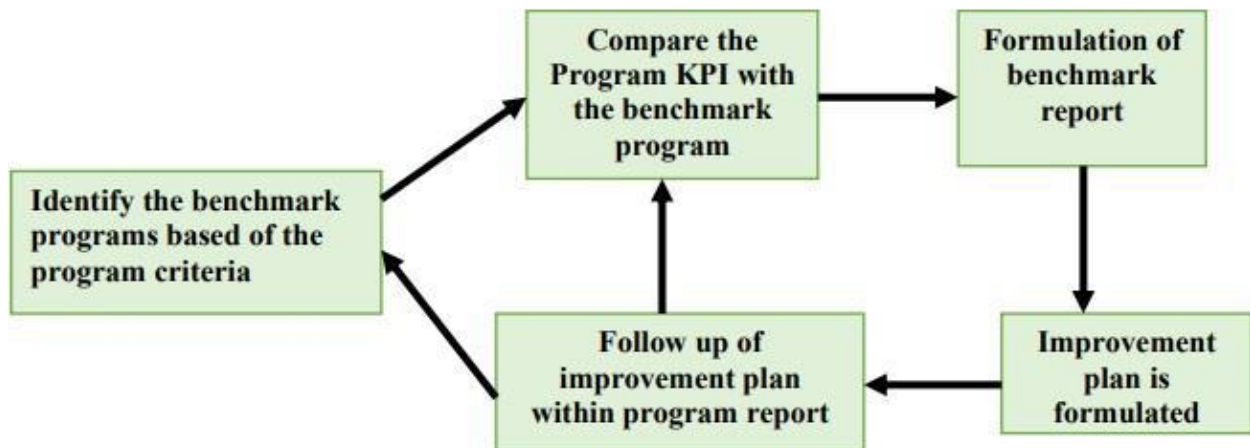 Identify the benchmark
programs based of the
program criteria
Compare the
Program KPI with
the benchmark
program
Formulation of
benchmark
report
Improvement
plan is
formulated
Follow up of
improvement plan
within program report